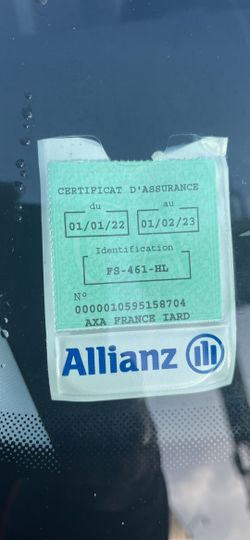 CERTIFICAT D'ASSURANCE
du au
01/01/22 01/02/23
Identification
FS-461-HL
N°
0000010595158704
AXA FRANCE IARD
Allianz